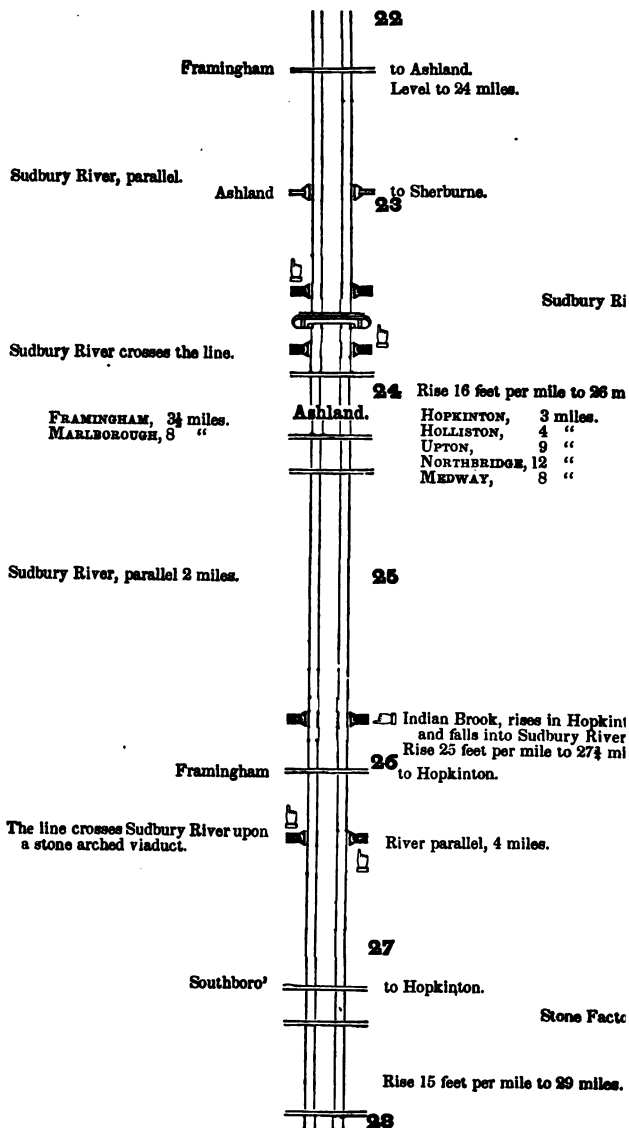 22
Framingham to Ashland.
Level to 24 miles.
Sudbury River, parallel.
Ashland to Sherburne.
23
Sudbury
Sudbury River crosses the line.
24 Rise 16 feet per mile to 26
Ashland.
FRAMINGHAM, 3½ miles.
MARLBOROUGH, 8 “
HOPKINTON, 3 miles.
HOLLISTON, 4 “
UPTON, 9 “
NORTHBRIDGE, 12 “
MEDWAY, 8 “
Sudbury River, parallel 2 miles.
25
Indian Brook, rises in
and falls into Sudbury River
Rise 25 feet per mile to 27¾
26
Framingham to Hopkinton.
The line crosses Sudbury River upon
a stone arched viaduct.
River parallel, 4 miles.
27
Southboro' to Hopkinton.
Stone
Rise 15 feet per mile to 29 miles.
28